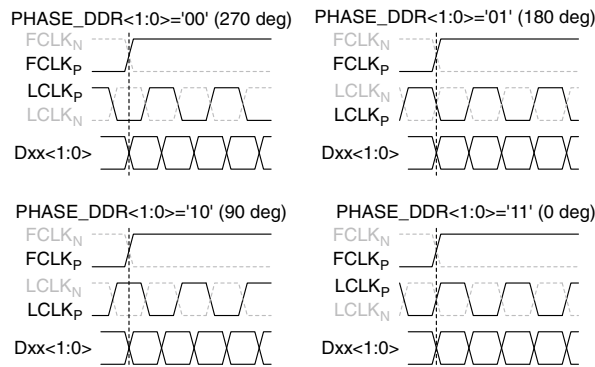 PHASE_DDR<1:0>='00' (270 deg)
FCLKN
FCLKP
LCLKP
LCLKN
Dxx<1:0>
PHASE_DDR<1:0>='01' (180 deg)
FCLKN
FCLKP
LCLKN
LCLKP
Dxx<1:0>
PHASE_DDR<1:0>='10' (90 deg)
FCLKN
FCLKP
LCLKN
LCLKP
Dxx<1:0>
PHASE_DDR<1:0>='11' (0 deg)
FCLKN
FCLKP
LCLKP
LCLKN
Dxx<1:0>